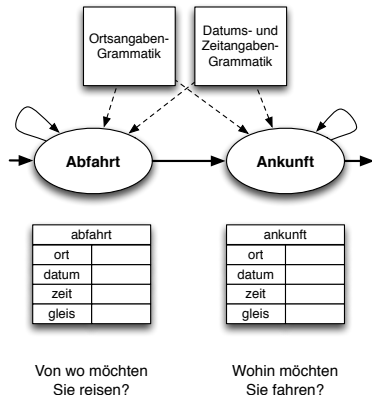 Ortsangaben-
Grammatik
Datums- und
Zeitangaben-
Grammatik
Abfahrt
Ankunft
abfahrt
ort
datum
zeit
gleis
ankunft
ort
datum
zeit
gleis
Von wo möchten
Sie reisen?
Wohin möchten
Sie fahren?